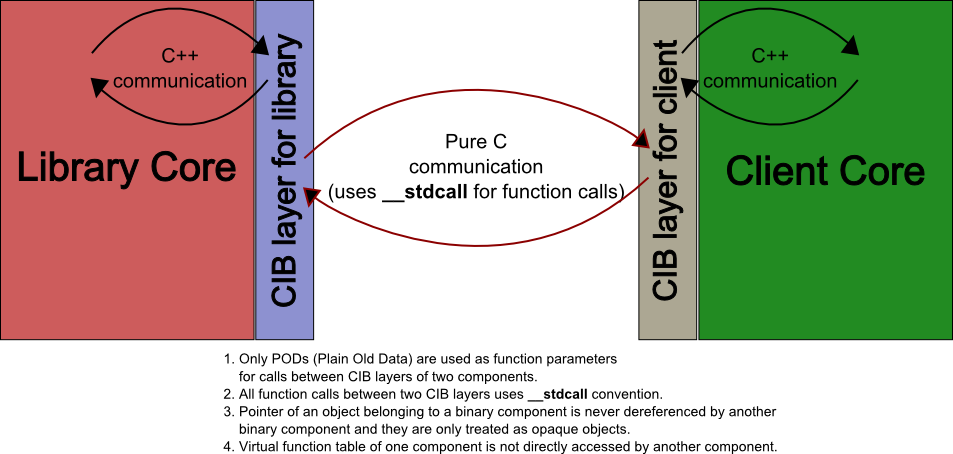 C++
communication
Library Core
CIB layer for library
Pure C
communication
(uses __stdcall for function calls)
CIB layer for client
C++
communication
Client Core
1. Only PODs (Plain Old Data) are used as function parameters
for calls between CIB layers of two components.
2. All function calls between two CIB layers uses __stdcall convention.
3. Pointer of an object belonging to a binary component is never dereferenced by another
binary component and they are only treated as opaque objects.
4. Virtual function table of one component is not directly accessed by another component.